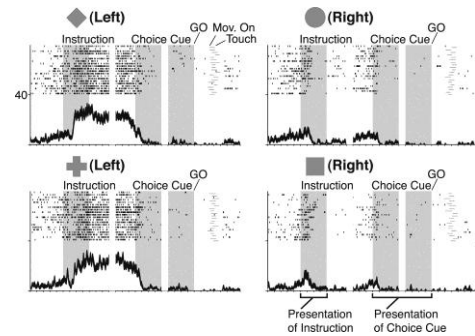 (Left)
(Right)
GO Mov. On
Touch
Instruction Choice Cue
GO
Instruction Choice Cue
40
(Left)
(Right)
GO
Instruction Choice Cue
GO
Instruction Choice Cue
Presentation
of Instruction
Presentation
of Choice Cue